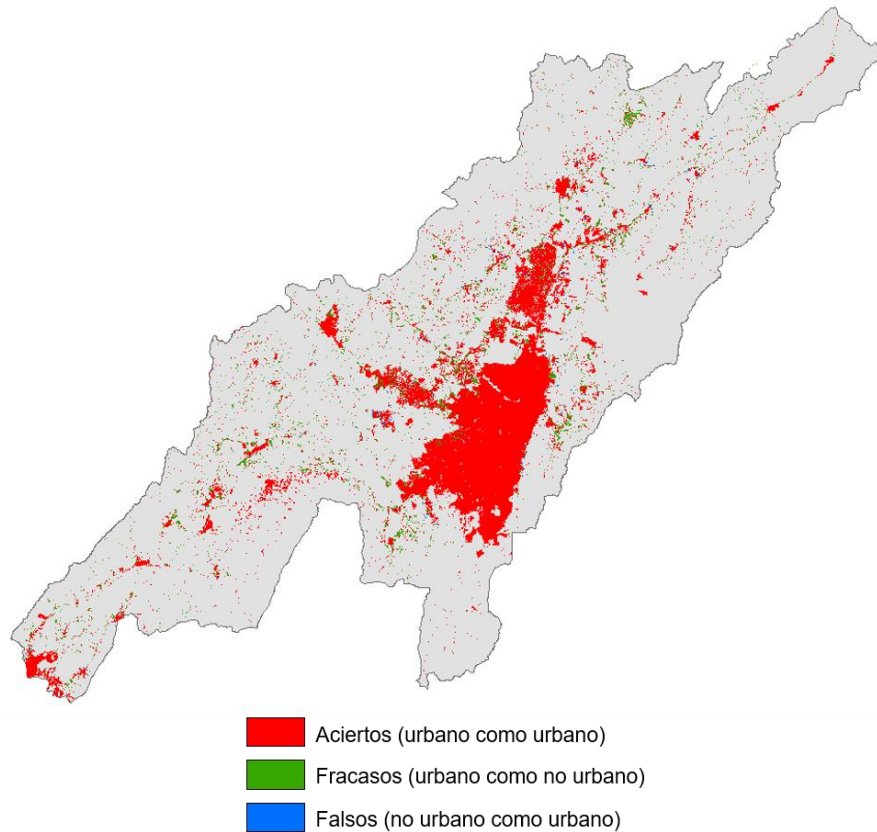 Aciertos (urbano como urbano)
Fracasos (urbano como no urbano)
Falsos (no urbano como urbano)